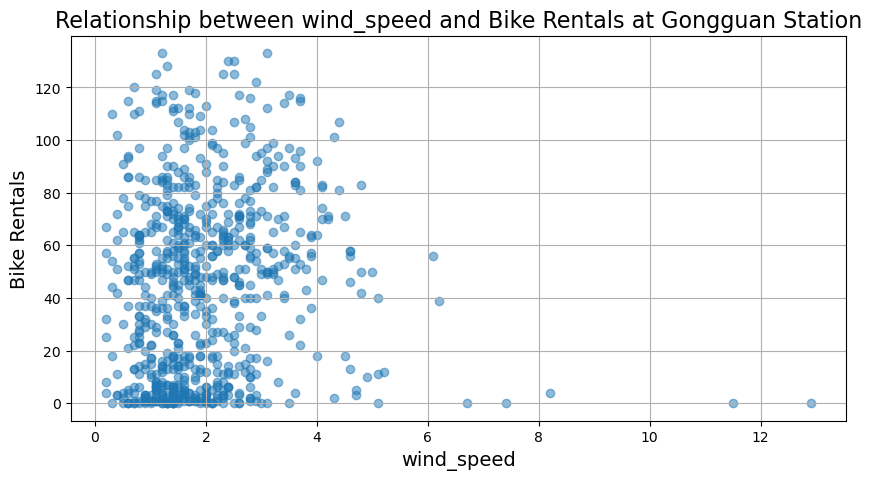 Relationship between wind_speed and Bike Rentals at Gongguan Station
120
100
80
60
40
20
0
Bike Rentals
0 2 4 6 8 10 12
wind_speed